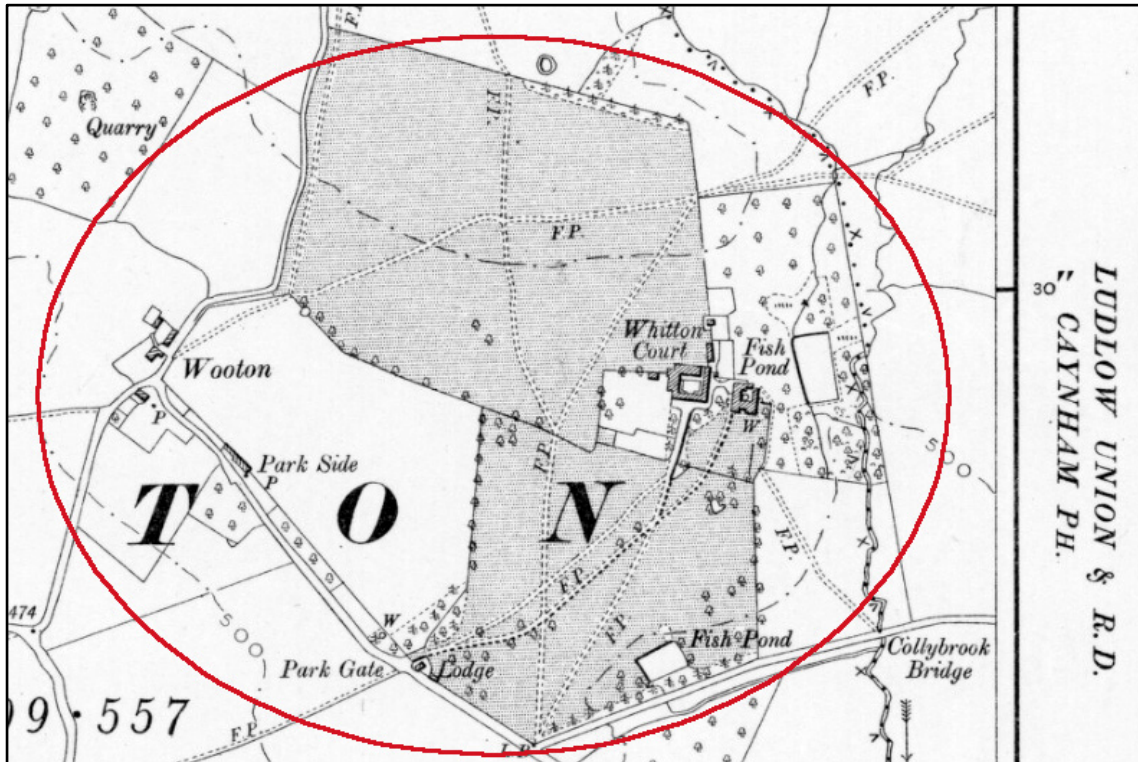 F.P.
Quarry
F.P.
F.P.
30"
LUDLOW UNION & R.D.
CAYNHAM PH.
Whitton
Court
Fish
Pond
Wooton
W
P
500
Park Side
P
F.P.
T O N
F.P.
F.P.
F.P.
474
W
500
Fish Pond
Collybrook
Bridge
Park Gate
Lodge
09.557
F.P.